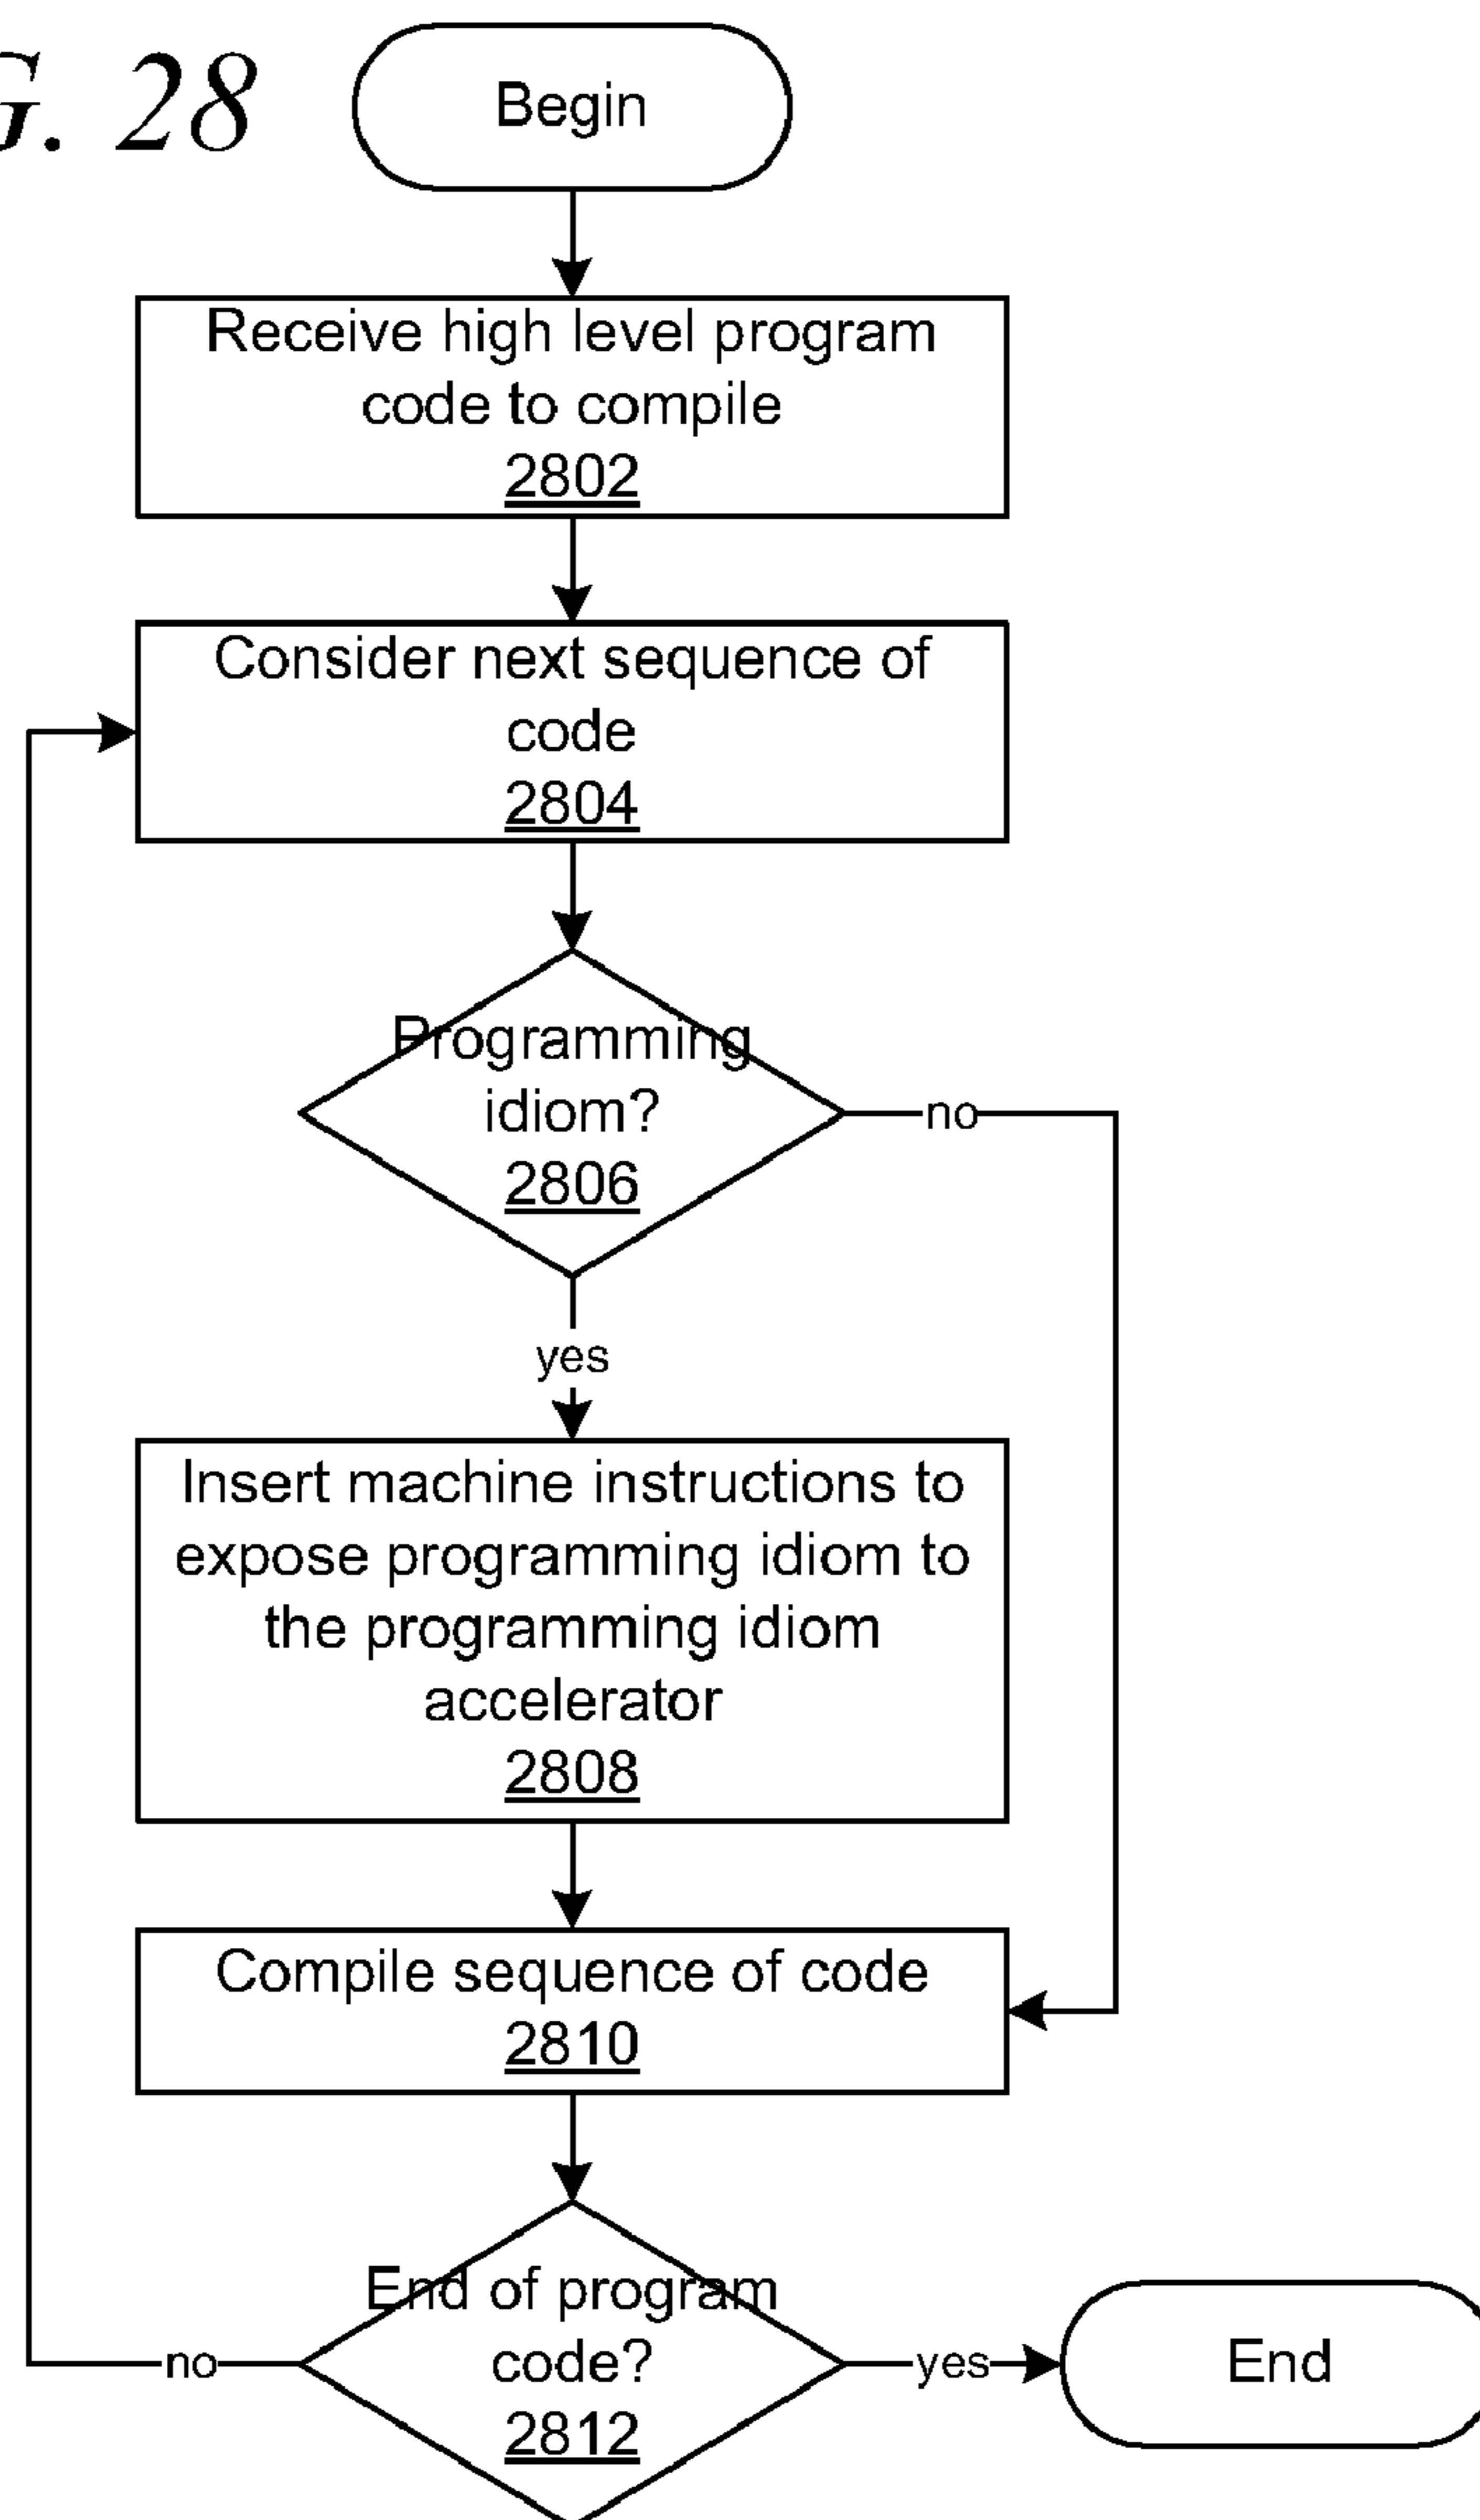 G. 28
Begin
Receive high level program
code to compile
2802
Consider next sequence of
code
2804
Programming
idiom?
2806
no
yes
Insert machine instructions to
expose programming idiom to
the programming idiom
accelerator
2808
Compile sequence of code
2810
End of program
code?
2812
no
yes
End